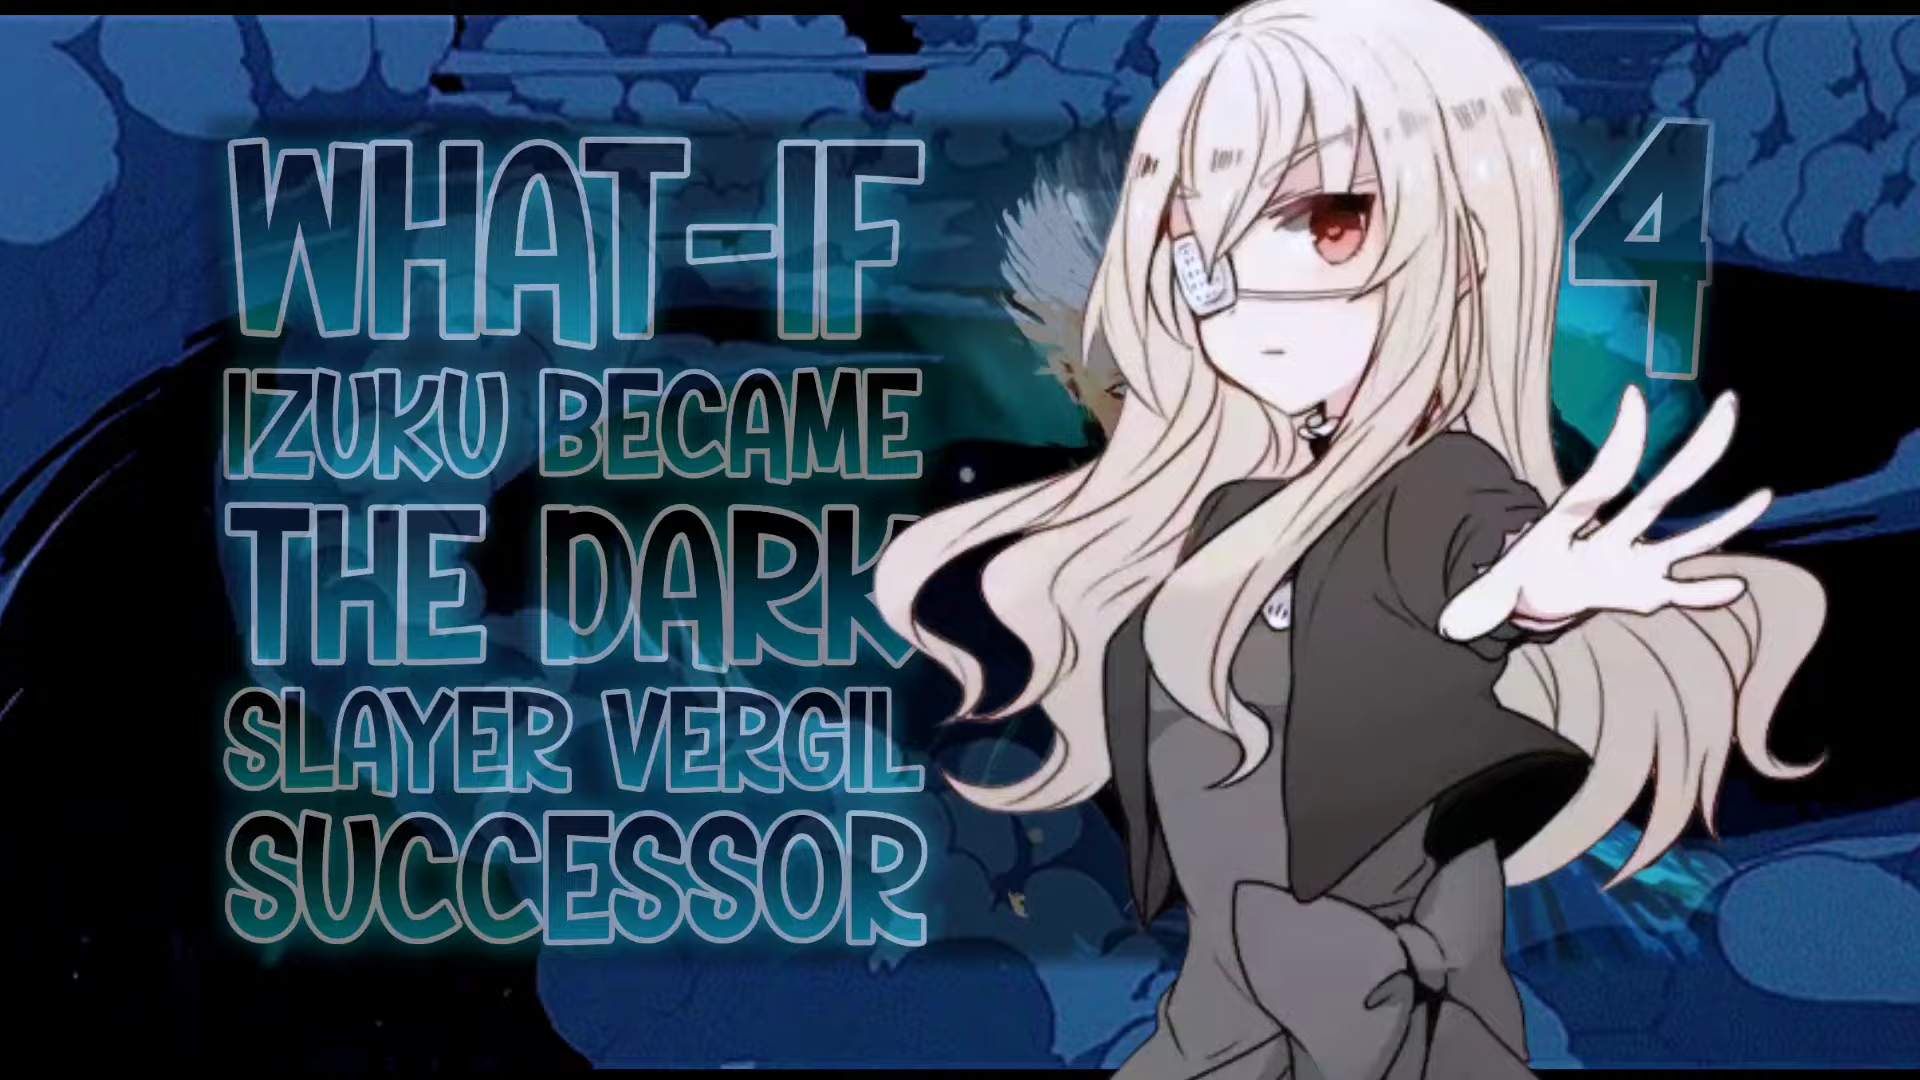 WHAT-IF 4
IZUKU BECAME
THE DARK
SLAYER VERGIL
SUCCESSOR